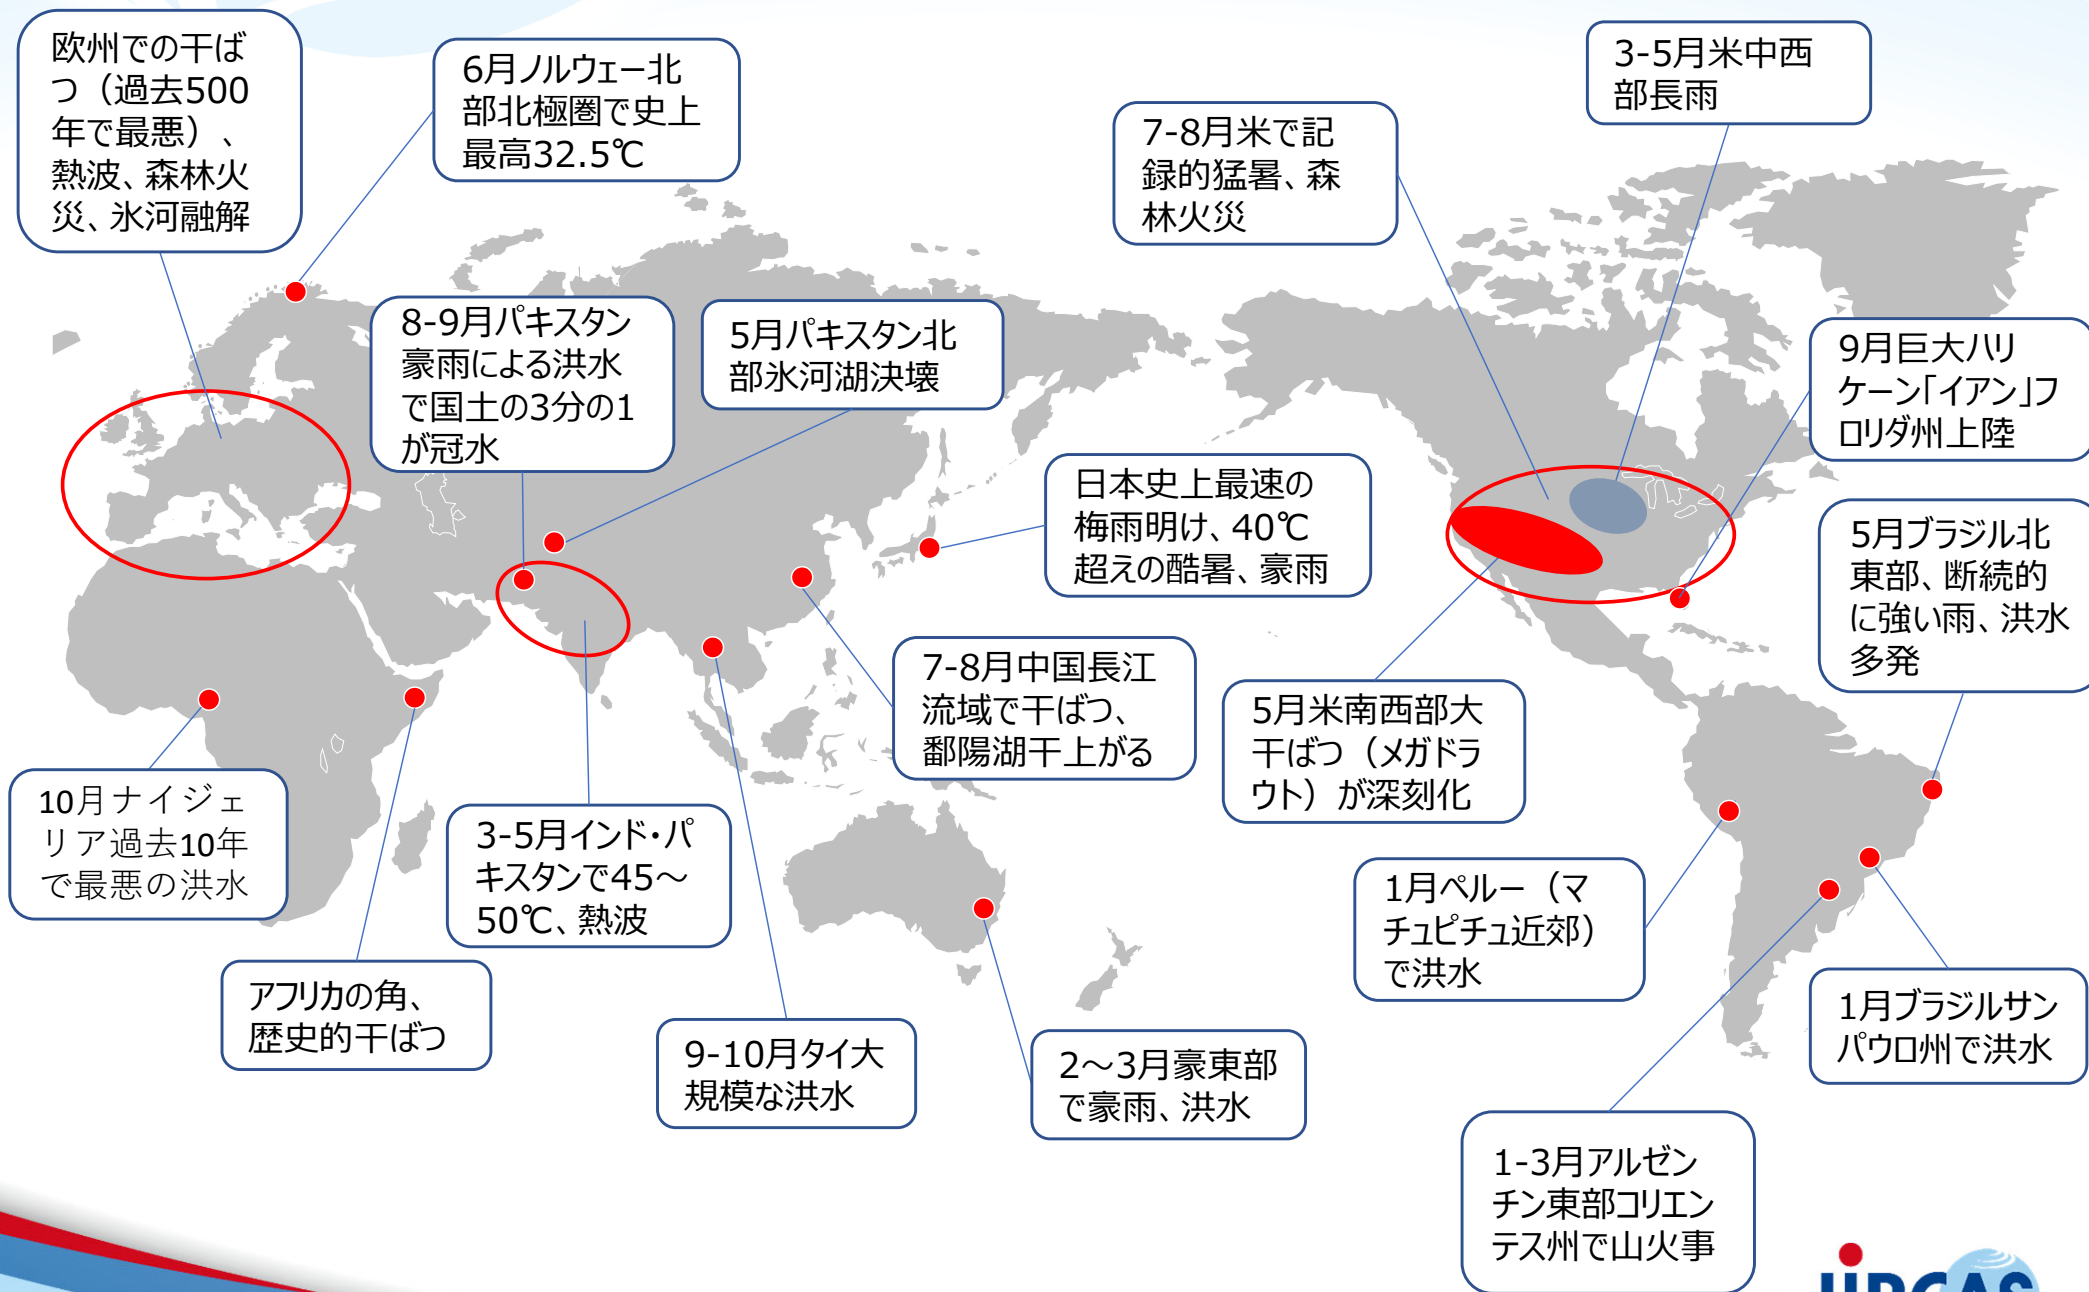 欧州での干ば
つ（過去500
年で最悪）、
熱波、森林火
災、氷河融解
6月ノルウェー北
部北極圏で史上
最高32.5℃
3-5月米中西
部長雨
7-8月米で記
録的猛暑、森
林火災
8-9月パキスタン
豪雨による洪水
で国土の3分の1
が冠水
5月パキスタン北
部氷河湖決壊
9月巨大ハリ
ケーン「イアン」フ
ロリダ州上陸
日本史上最速の
梅雨明け、40℃
超えの酷暑、豪雨
5月ブラジル北
東部、断続的
に強い雨、洪水
多発
7-8月中国長江
流域で干ばつ、
鄱陽湖干上がる
5月米南西部大
干ばつ（メガドラ
ウト）が深刻化
10月ナイジェ
リア過去10年
で最悪の洪水
3-5月インド・パ
キスタンで45～
50℃、熱波
1月ペルー（マ
チュピチュ近郊）
で洪水
アフリカの角、
歴史的干ばつ
9-10月タイ大
規模な洪水
2～3月豪東部
で豪雨、洪水
1月ブラジルサン
パウロ州で洪水
1-3月アルゼン
チン東部コリエン
テス州で山火事
JIRCAS